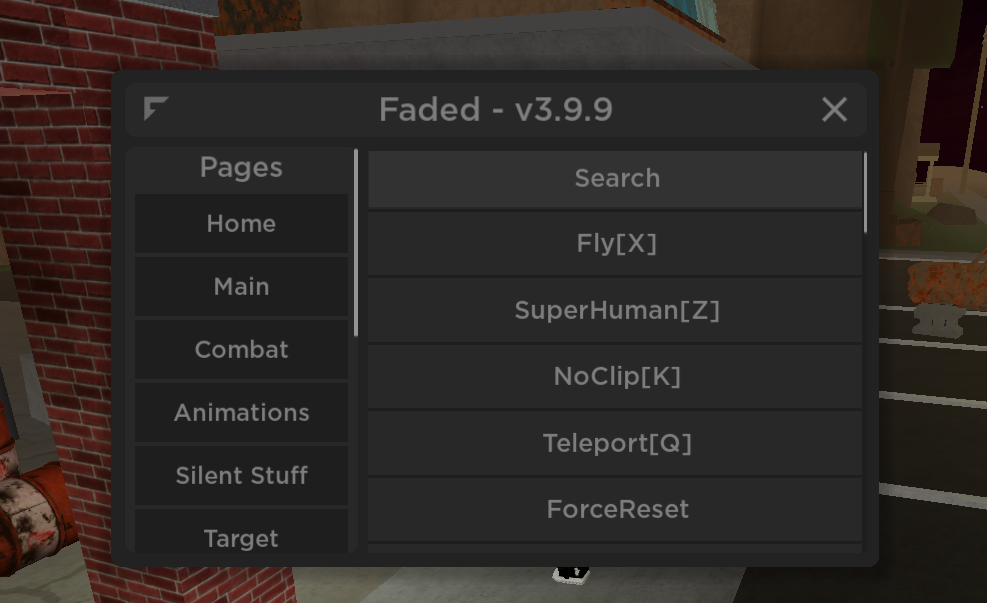 Faded - v3.9.9
Pages
Home
Main
Combat
Animations
Silent Stuff
Target
Search
Fly[X]
SuperHuman[Z]
NoClip[K]
Teleport[Q]
ForceReset